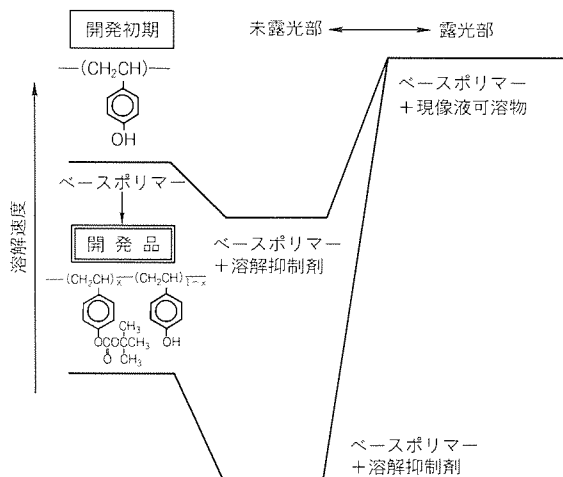 開発初期
未露光部
露光部
—(CH₂CH)—
OH
ベースポリマー
＋現像液可溶物
溶解速度
ベースポリマー
開発品
ベースポリマー
＋溶解抑制剤
—(CH₂CH)x—(CH₂CH)1-x
OCOC
O
CH₃
CH₃
CH₃
OH
ベースポリマー
＋溶解抑制剤